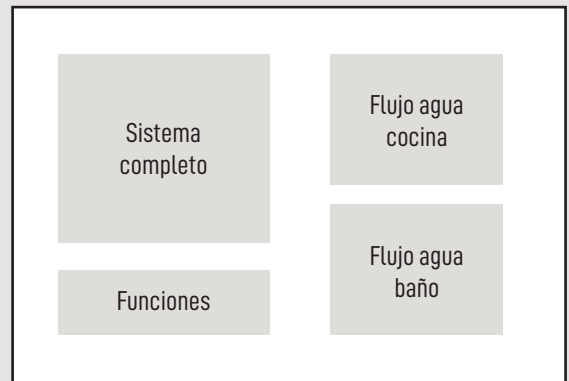 Sistema
completo
Funciones
Flujo agua
cocina
Flujo agua
baño